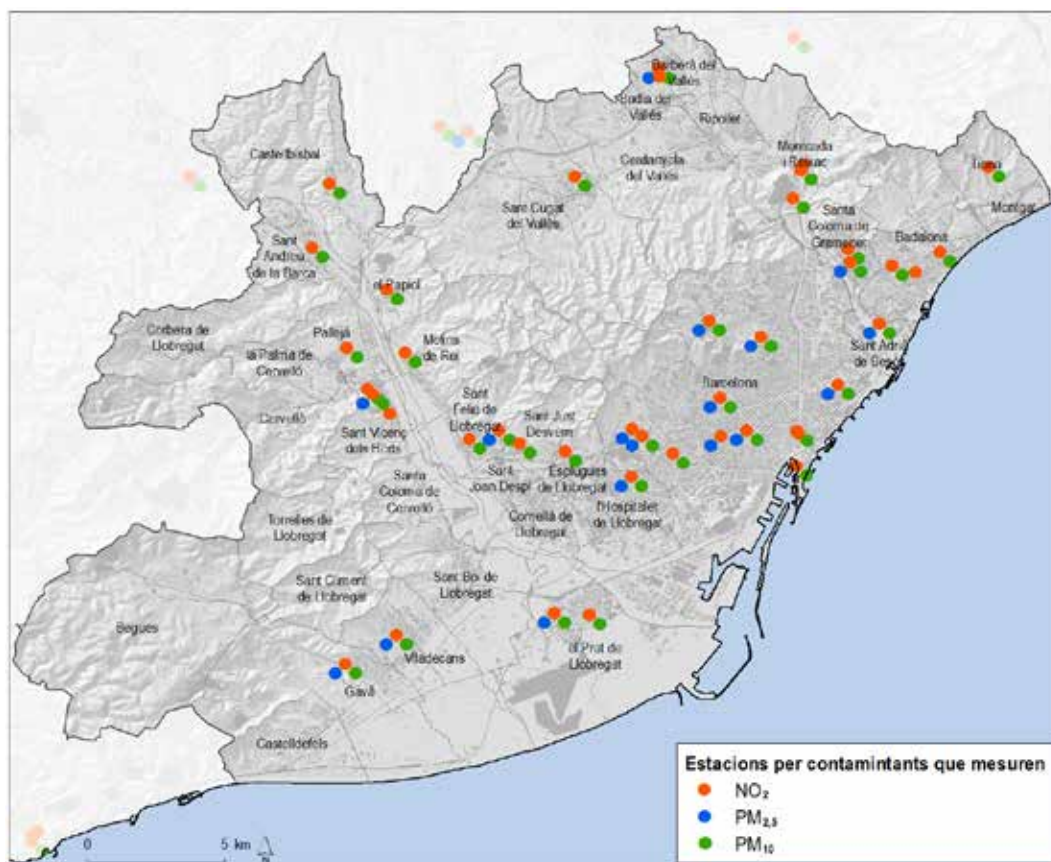 Barberà del
Vallès
Badia del
Vallès
Ripollet
Castellbisbal
Cerdanyola
del Vallès
Montcada
i Reixac
Tiana
Sant Cugat
del Vallès
Montgat
Santa
Coloma de
Gramenet
Badalona
Sant
Andreu
de la Barca
el Papiol
Corbera de
Llobregat
Pallejà
Molins
de Rei
la Palma de
Cervelló
Sant Adrià
de Besòs
Barcelona
Cervelló
Sant
Feliu de
Llobregat
Sant Just
Desvern
Sant Vicenç
dels Horts
Sant
Joan Despí
Esplugues
de Llobregat
Santa
Coloma de
Cervelló
l'Hospitalet
de Llobregat
Cornellà de
Llobregat
Torrelles de
Llobregat
Sant Climent
de Llobregat
Sant Boi de
Llobregat
Begues
Viladecans
el Prat de
Llobregat
Gavà
Castelldefels
Estacions per contamintants que mesuren
NO₂
PM₂,₅
PM₁₀
0 5 km